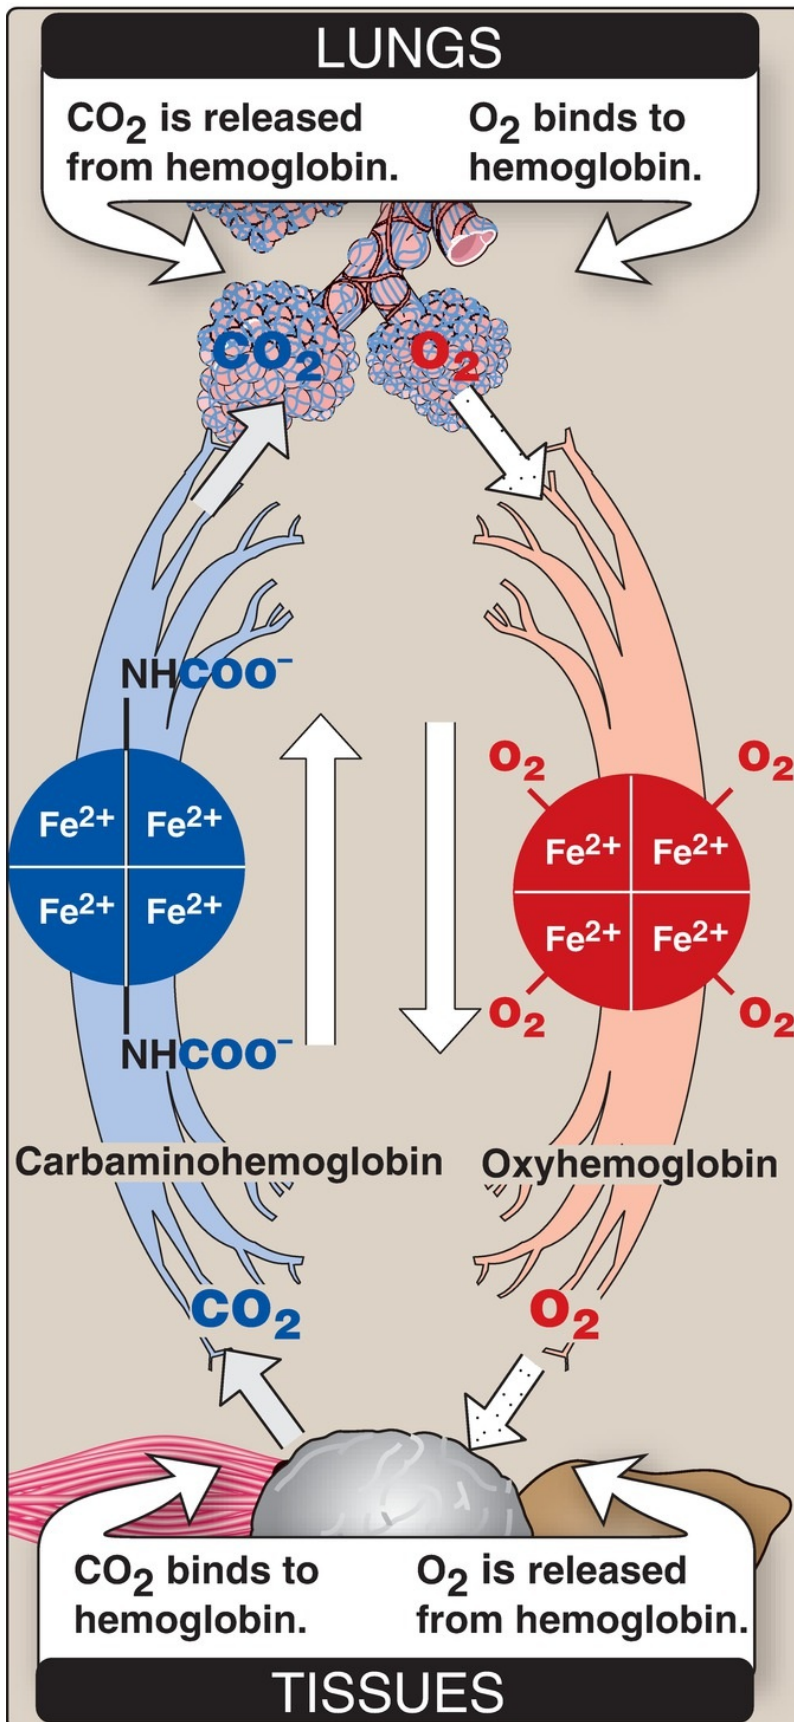 LUNGS
CO2 is released
from hemoglobin.
O2 binds to
hemoglobin.
CO2
O2
NHCOO−
Fe2+ Fe2+
Fe2+ Fe2+
NHCOO−
O2 O2
Fe2+ Fe2+
Fe2+ Fe2+
O2 O2
Carbaminohemoglobin
Oxyhemoglobin
CO2
O2
CO2 binds to
hemoglobin.
O2 is released
from hemoglobin.
TISSUES